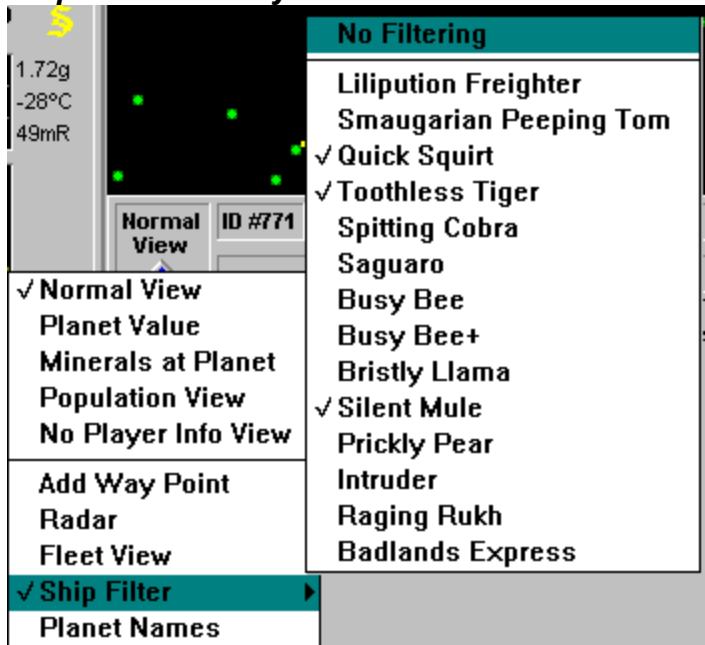 1.72g
-28°C
49mR
Normal
View
ID #771
✓ Normal View
Planet Value
Minerals at Planet
Population View
No Player Info View
Add Way Point
Radar
Fleet View
✓ Ship Filter
Planet Names
No Filtering
Lilipution Freighter
Smaugarian Peeping Tom
✓ Quick Squirt
✓ Toothless Tiger
Spitting Cobra
Saguaro
Busy Bee
Busy Bee+
Bristly Llama
✓ Silent Mule
Prickly Pear
Intruder
Raging Rukh
Badlands Express